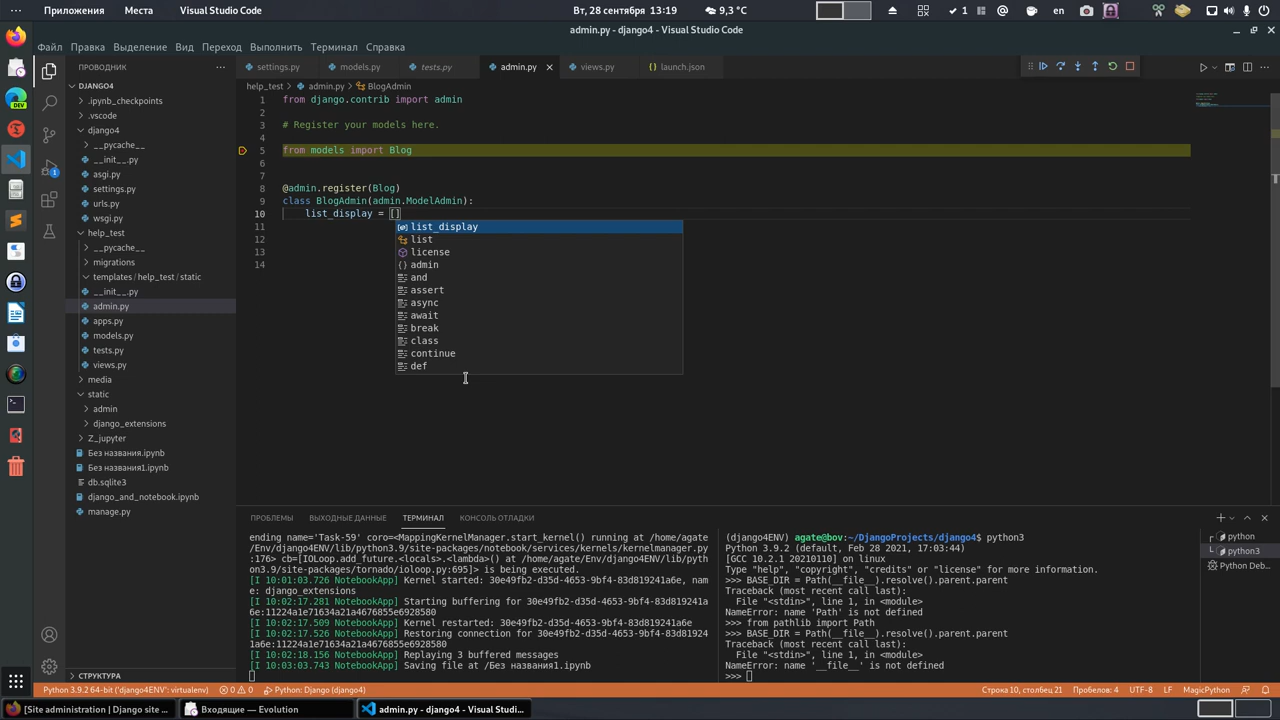 Приложения Места Visual Studio Code Вт, 28 сентября 13:19 9,3 °C 1 en
admin.py - django4 - Visual Studio Code
Файл Правка Выделение Вид Переход Выполнить Терминал Справка
ПРОВОДНИК
settings.py models.py tests.py admin.py views.py launch.json
help_test > admin.py > BlogAdmin
DJANGO4
.ipynb_checkpoints
.vscode
django4
__pycache__
__init__.py
asgi.py
settings.py
urls.py
wsgi.py
help_test
__pycache__
migrations
templates / help_test / static
__init__.py
admin.py
apps.py
models.py
tests.py
views.py
media
static
admin
django_extensions
Z_jupyter
Без названия.ipynb
Без названия1.ipynb
db.sqlite3
django_and_notebook.ipynb
manage.py
СТРУКТУРА
1 from django.contrib import admin
2
3 # Register your models here.
4
5 from models import Blog
6
7
8 @admin.register(Blog)
9 class BlogAdmin(admin.ModelAdmin):
10 list_display = []
11
12
13
14
list_display
list
license
admin
and
assert
async
await
break
class
continue
def
ПРОБЛЕМЫ ВЫХОДНЫЕ ДАННЫЕ ТЕРМИНАЛ КОНСОЛЬ ОТЛАДКИ
ending name='Task-59' coro=<MappingKernelManager.start_kernel() running at /home/agate
/Env/django4ENV/lib/python3.9/site-packages/notebook/services/kernels/kernelmanager.py
:176> cb=[IOLoop.add_future.<locals>.<lambda>() at /home/agate/Env/django4ENV/lib/pyth
on3.9/site-packages/tornado/ioloop.py:695]> is being executed.
[I 10:01:03.726 NotebookApp] Kernel started: 30e49fb2-d35d-4653-9bf4-83d819241a6e, nam
e: django_extensions
[I 10:02:17.281 NotebookApp] Starting buffering for 30e49fb2-d35d-4653-9bf4-83d819241a
6e:11224a1e71634a21a4676855e6928580
[I 10:02:17.509 NotebookApp] Kernel restarted: 30e49fb2-d35d-4653-9bf4-83d819241a6e
[I 10:02:17.526 NotebookApp] Restoring connection for 30e49fb2-d35d-4653-9bf4-83d81924
1a6e:11224a1e71634a21a4676855e6928580
[I 10:02:18.156 NotebookApp] Replaying 3 buffered messages
[I 10:03:03.743 NotebookApp] Saving file at /Без названия1.ipynb
(django4ENV) agate@bov:~/DjangoProjects/django4$ python3
Python 3.9.2 (default, Feb 28 2021, 17:03:44)
[GCC 10.2.1 20210110] on linux
Type "help", "copyright", "credits" or "license" for more information.
>>> BASE_DIR = Path(__file__).resolve().parent.parent
Traceback (most recent call last):
File "<stdin>", line 1, in <module>
NameError: name 'Path' is not defined
>>> from pathlib import Path
>>> BASE_DIR = Path(__file__).resolve().parent.parent
Traceback (most recent call last):
File "<stdin>", line 1, in <module>
NameError: name '__file__' is not defined
>>>
python
python3
Python Deb...
Python 3.9.2 64-bit ('django4ENV': virtualenv) 0 0 Python: Django (django4) Строка 10, столбец 21 Пробелов: 4 UTF-8 LF MagicPython
[Site administration | Django site ... Входящие — Evolution admin.py - django4 - Visual Studi...